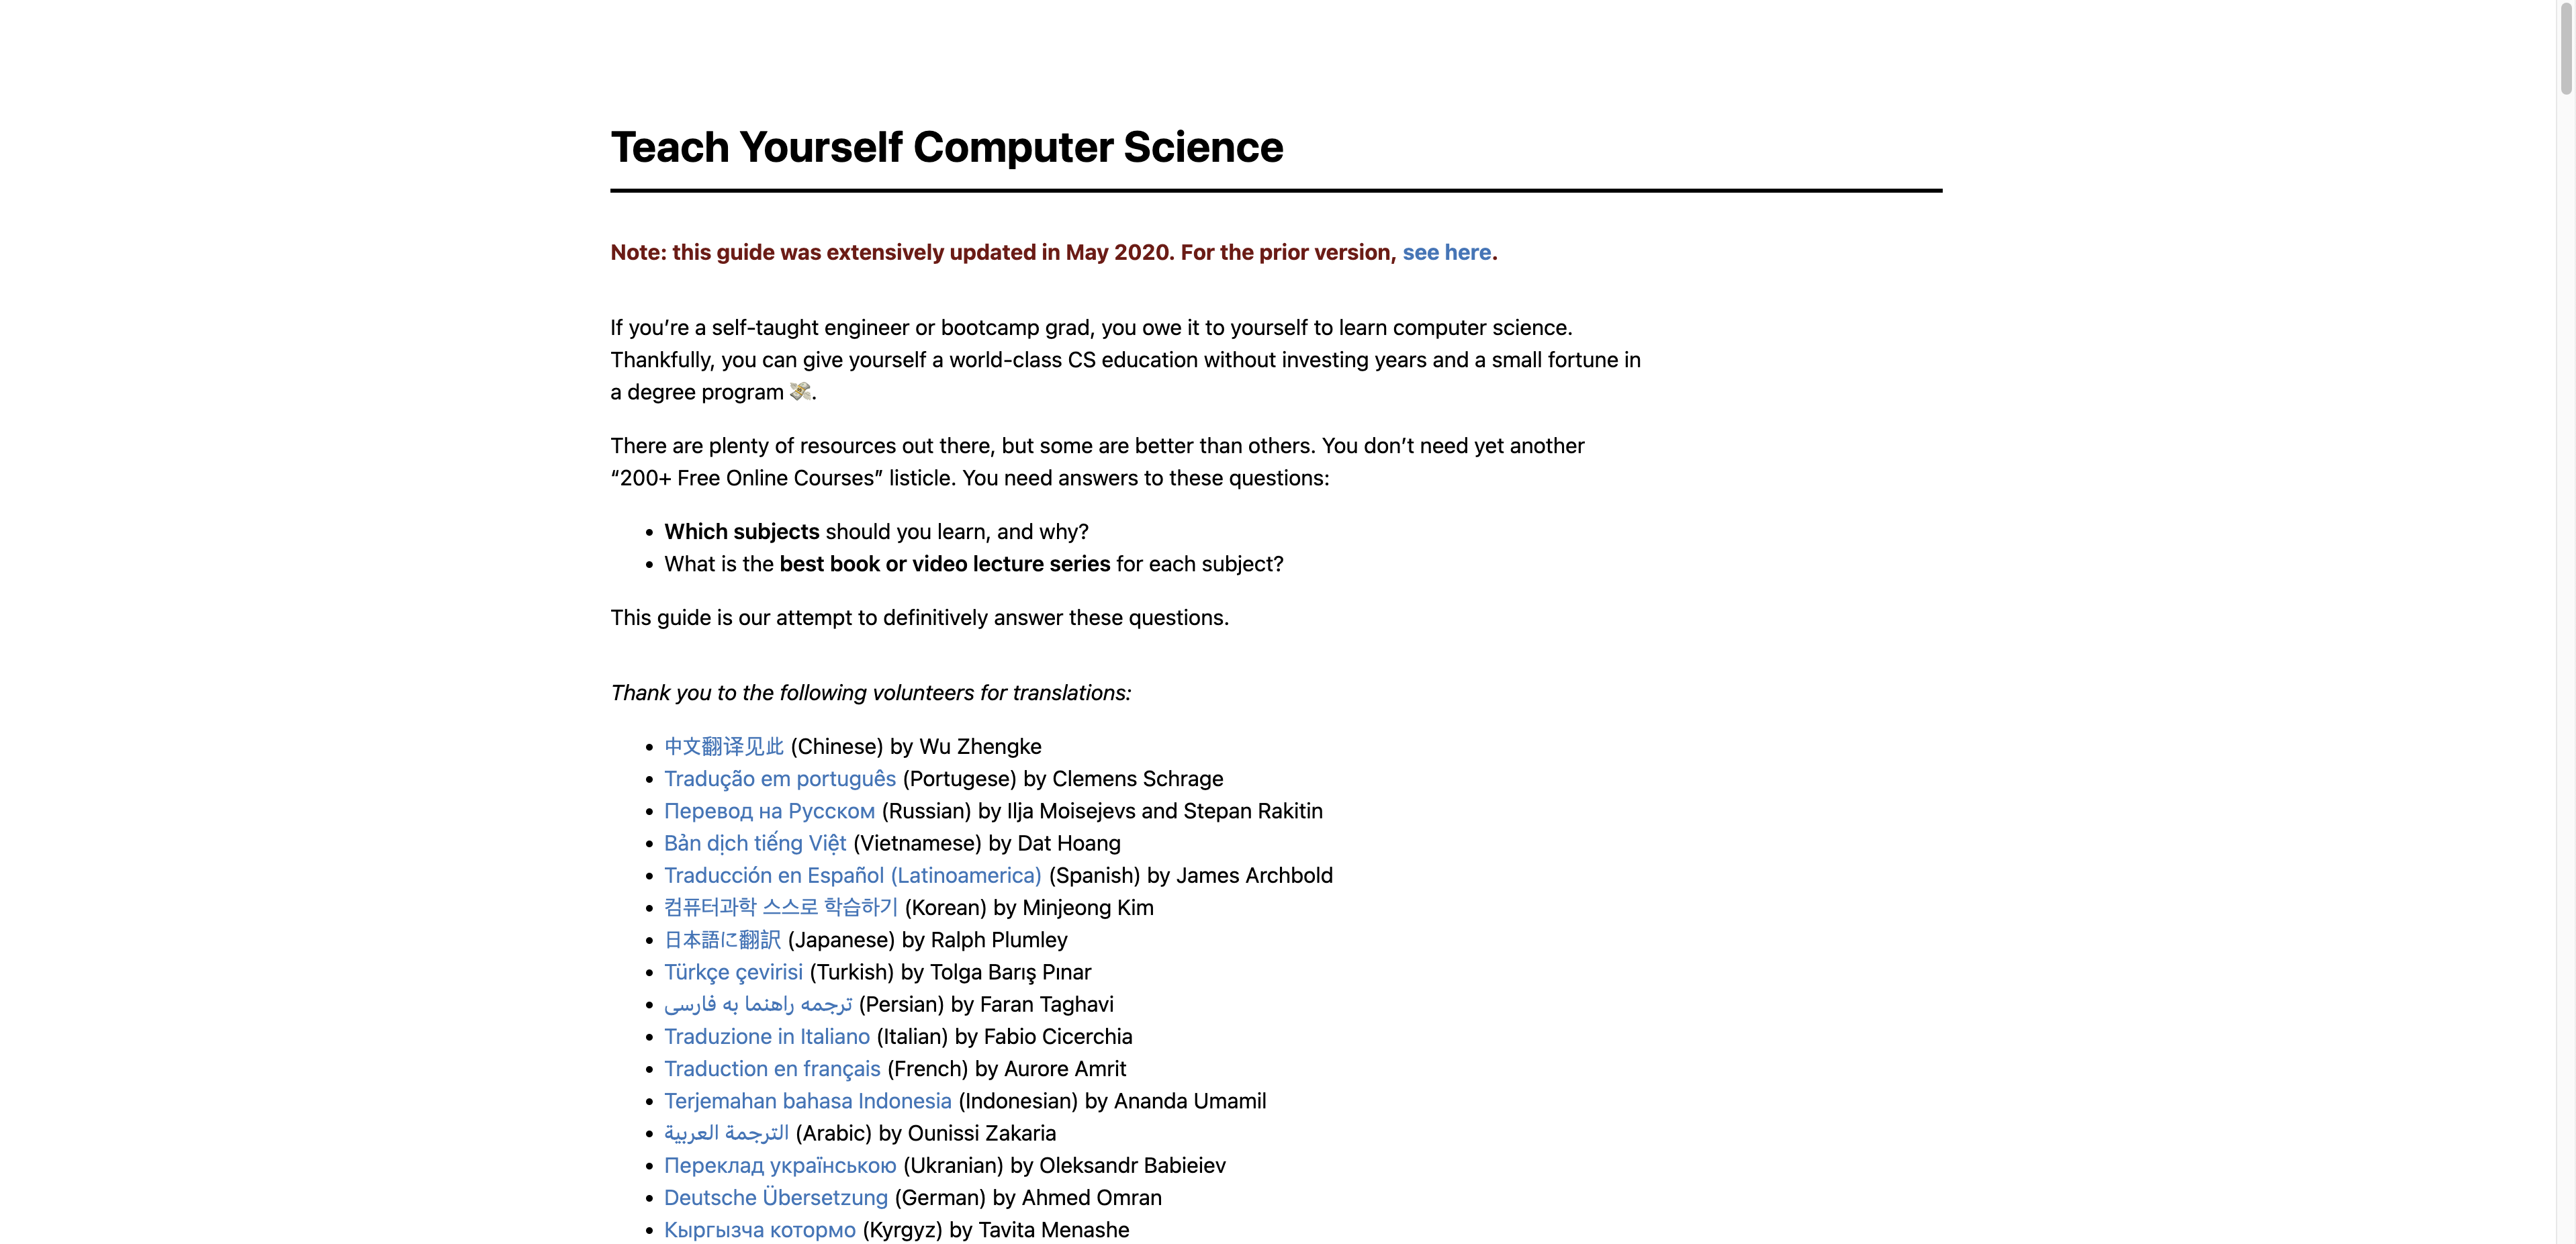 Teach Yourself Computer Science
Note: this guide was extensively updated in May 2020. For the prior version, see here.
If you’re a self-taught engineer or bootcamp grad, you owe it to yourself to learn computer science.
Thankfully, you can give yourself a world-class CS education without investing years and a small fortune in
a degree program 💸.
There are plenty of resources out there, but some are better than others. You don’t need yet another
“200+ Free Online Courses” listicle. You need answers to these questions:
• Which subjects should you learn, and why?
• What is the best book or video lecture series for each subject?
This guide is our attempt to definitively answer these questions.
Thank you to the following volunteers for translations:
• 中文翻译见此 (Chinese) by Wu Zhengke
• Tradução em português (Portugese) by Clemens Schrage
• Перевод на Русском (Russian) by Ilja Moisejevs and Stepan Rakitin
• Bản dịch tiếng Việt (Vietnamese) by Dat Hoang
• Traducción en Español (Latinoamerica) (Spanish) by James Archbold
• 컴퓨터과학 스스로 학습하기 (Korean) by Minjeong Kim
• 日本語に翻訳 (Japanese) by Ralph Plumley
• Türkçe çevirisi (Turkish) by Tolga Barış Pınar
• ترجمه راهنما به فارسی (Persian) by Faran Taghavi
• Traduzione in Italiano (Italian) by Fabio Cicerchia
• Traduction en français (French) by Aurore Amrit
• Terjemahan bahasa Indonesia (Indonesian) by Ananda Umamil
• الترجمة العربية (Arabic) by Ounissi Zakaria
• Переклад українською (Ukranian) by Oleksandr Babieiev
• Deutsche Übersetzung (German) by Ahmed Omran
• Кыргызча котормо (Kyrgyz) by Tavita Menashe